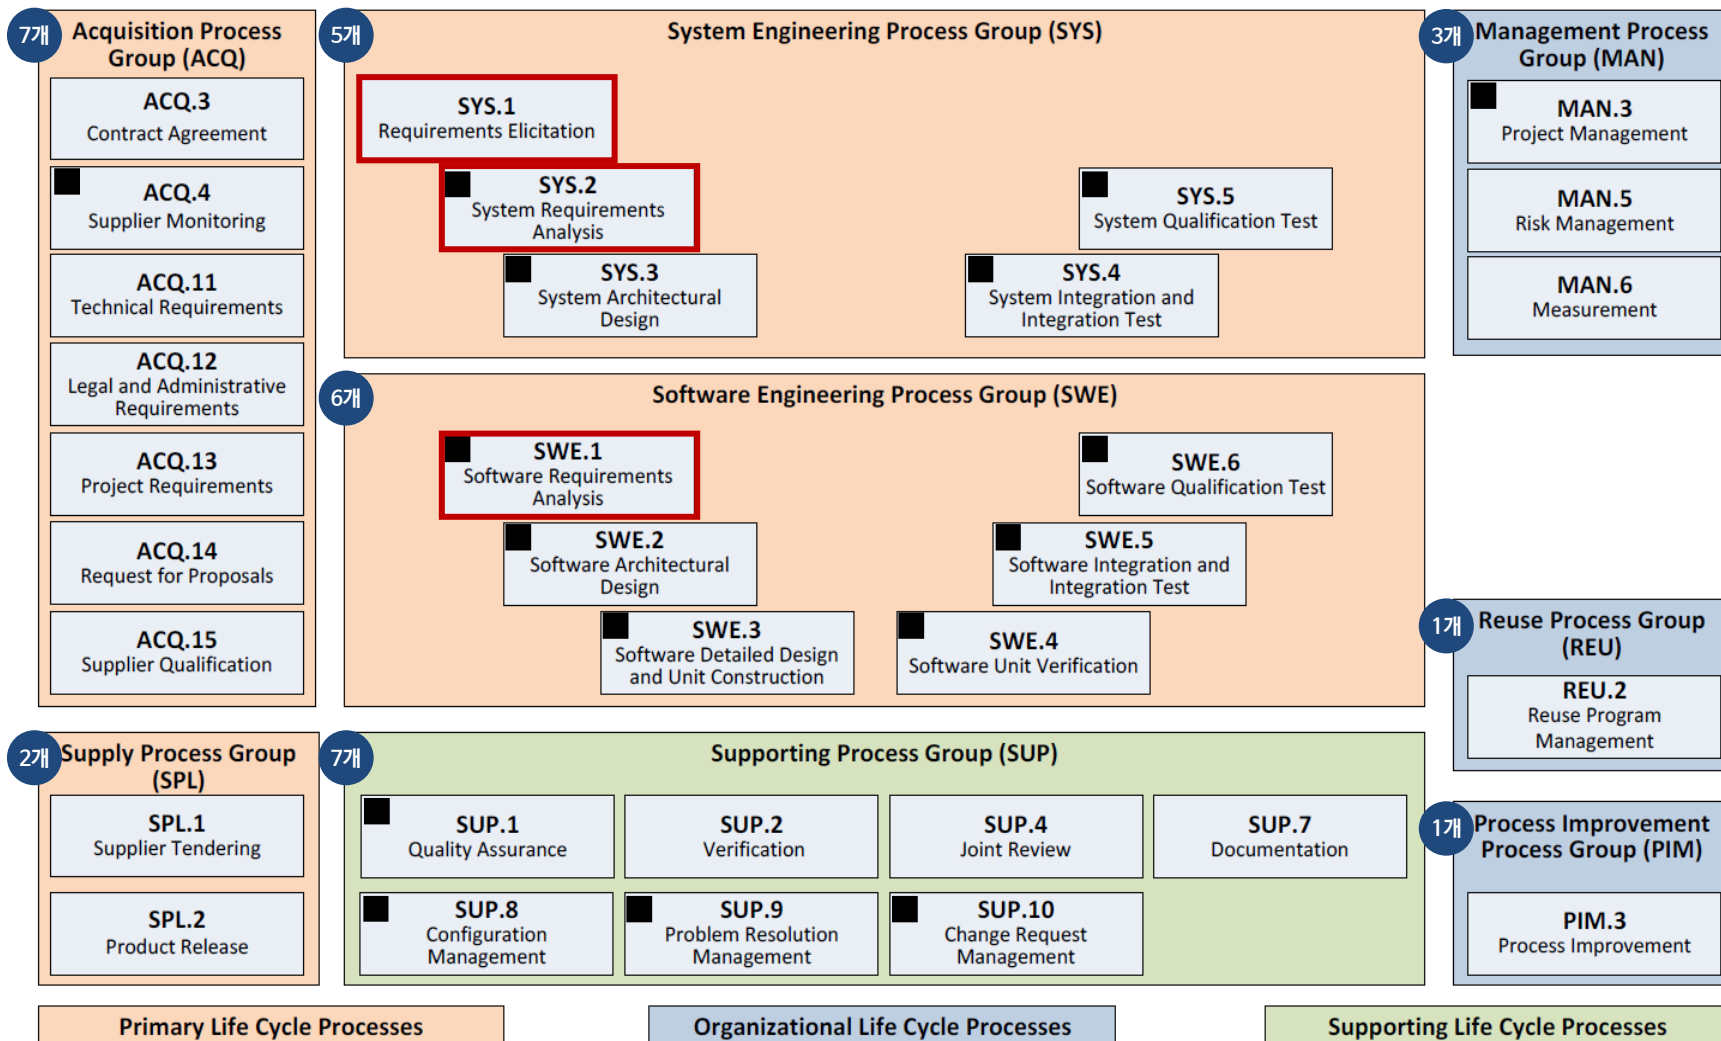 7개
Acquisition Process
Group (ACQ)
ACQ.3
Contract Agreement
ACQ.4
Supplier Monitoring
ACQ.11
Technical Requirements
ACQ.12
Legal and Administrative
Requirements
ACQ.13
Project Requirements
ACQ.14
Request for Proposals
ACQ.15
Supplier Qualification
5개
System Engineering Process Group (SYS)
SYS.1
Requirements Elicitation
SYS.2
System Requirements
Analysis
SYS.3
System Architectural
Design
SYS.4
System Integration and
Integration Test
SYS.5
System Qualification Test
3개
Management Process
Group (MAN)
MAN.3
Project Management
MAN.5
Risk Management
MAN.6
Measurement
6개
Software Engineering Process Group (SWE)
SWE.1
Software Requirements
Analysis
SWE.2
Software Architectural
Design
SWE.3
Software Detailed Design
and Unit Construction
SWE.4
Software Unit Verification
SWE.5
Software Integration and
Integration Test
SWE.6
Software Qualification Test
1개
Reuse Process Group
(REU)
REU.2
Reuse Program
Management
2개
Supply Process Group
(SPL)
SPL.1
Supplier Tendering
SPL.2
Product Release
7개
Supporting Process Group (SUP)
SUP.1
Quality Assurance
SUP.2
Verification
SUP.4
Joint Review
SUP.7
Documentation
SUP.8
Configuration
Management
SUP.9
Problem Resolution
Management
SUP.10
Change Request
Management
1개
Process Improvement
Process Group (PIM)
PIM.3
Process Improvement
Primary Life Cycle Processes
Organizational Life Cycle Processes
Supporting Life Cycle Processes